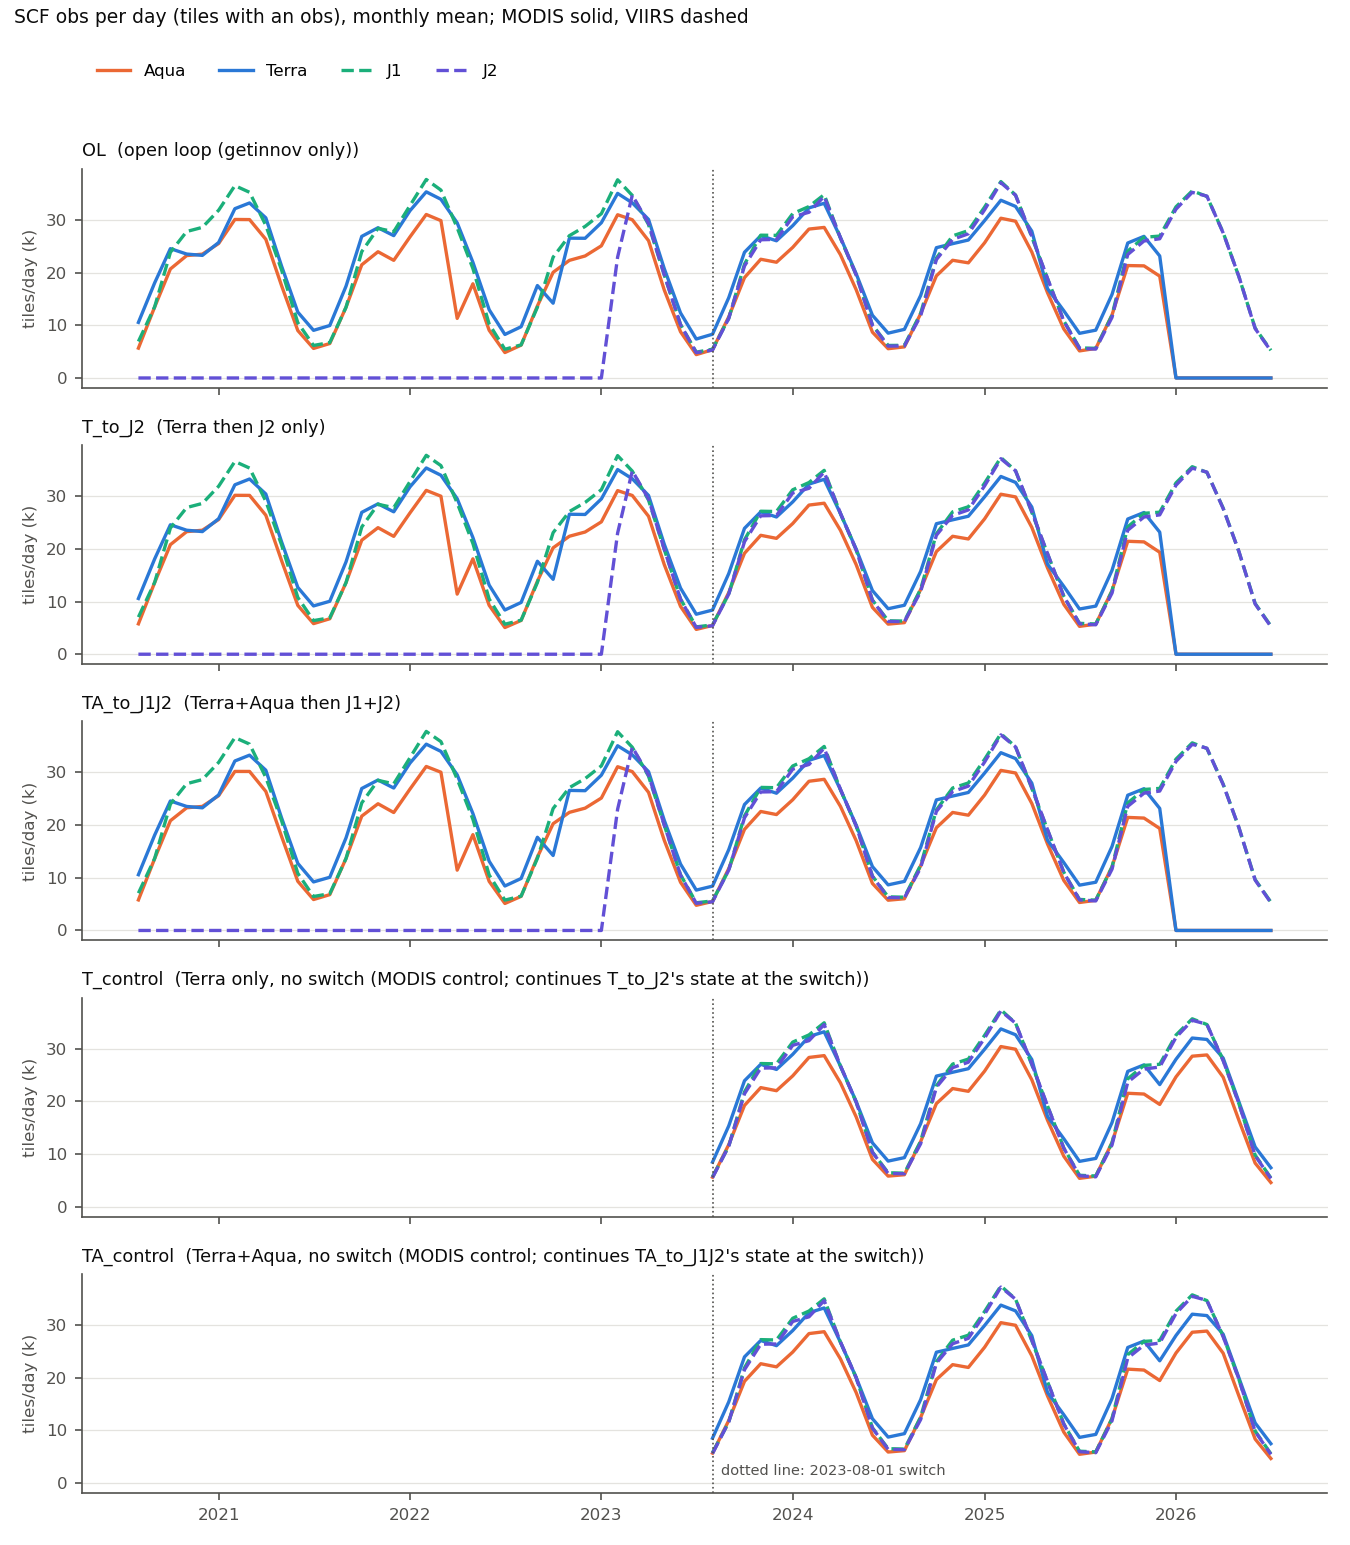 SCF obs per day (tiles with an obs), monthly mean; MODIS solid, VIIRS dashed
Aqua Terra J1 J2
OL (open loop (getinnov only))
tiles/day (k)
30
20
10
0
T_to_J2 (Terra then J2 only)
tiles/day (k)
30
20
10
0
TA_to_J1J2 (Terra+Aqua then J1+J2)
tiles/day (k)
30
20
10
0
T_control (Terra only, no switch (MODIS control; continues T_to_J2's state at the switch))
tiles/day (k)
30
20
10
0
TA_control (Terra+Aqua, no switch (MODIS control; continues TA_to_J1J2's state at the switch))
tiles/day (k)
30
20
10
0
dotted line: 2023-08-01 switch
2021 2022 2023 2024 2025 2026